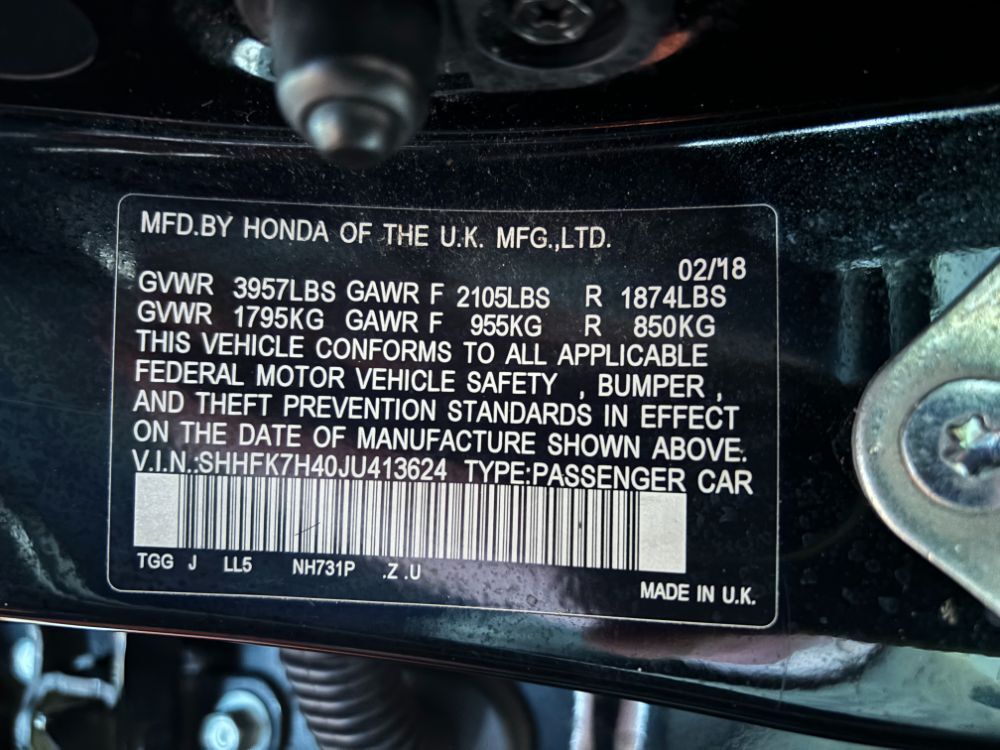 MFD.BY HONDA OF THE U.K. MFG.,LTD.
02/18
GVWR 3957LBS GAWR F 2105LBS R 1874LBS
GVWR 1795KG GAWR F 955KG R 850KG
THIS VEHICLE CONFORMS TO ALL APPLICABLE
FEDERAL MOTOR VEHICLE SAFETY , BUMPER ,
AND THEFT PREVENTION STANDARDS IN EFFECT
ON THE DATE OF MANUFACTURE SHOWN ABOVE.
V.I.N.:SHHFK7H40JU413624 TYPE:PASSENGER CAR
TGG J LL5 NH731P .Z .U
MADE IN U.K.